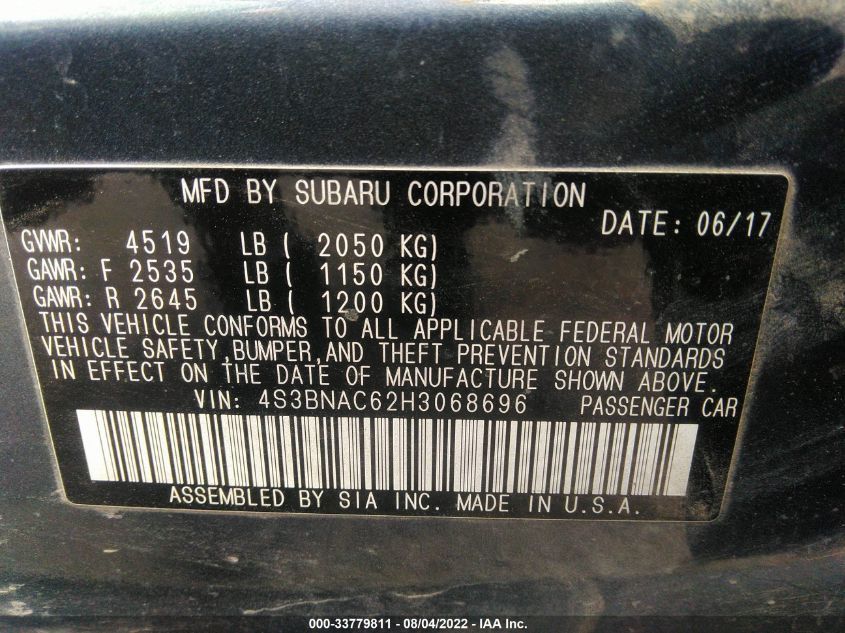 MFD BY SUBARU CORPORATION
DATE: 06/17
GVWR: 4519 LB ( 2050 KG)
GAWR: F 2535 LB ( 1150 KG)
GAWR: R 2645 LB ( 1200 KG)
THIS VEHICLE CONFORMS TO ALL APPLICABLE FEDERAL MOTOR
VEHICLE SAFETY,BUMPER,AND THEFT PREVENTION STANDARDS
IN EFFECT ON THE DATE OF MANUFACTURE SHOWN ABOVE.
VIN: 4S3BNAC62H3068696 PASSENGER CAR
ASSEMBLED BY SIA INC. MADE IN U.S.A.
000-33779811 - 08/04/2022 - IAA Inc.